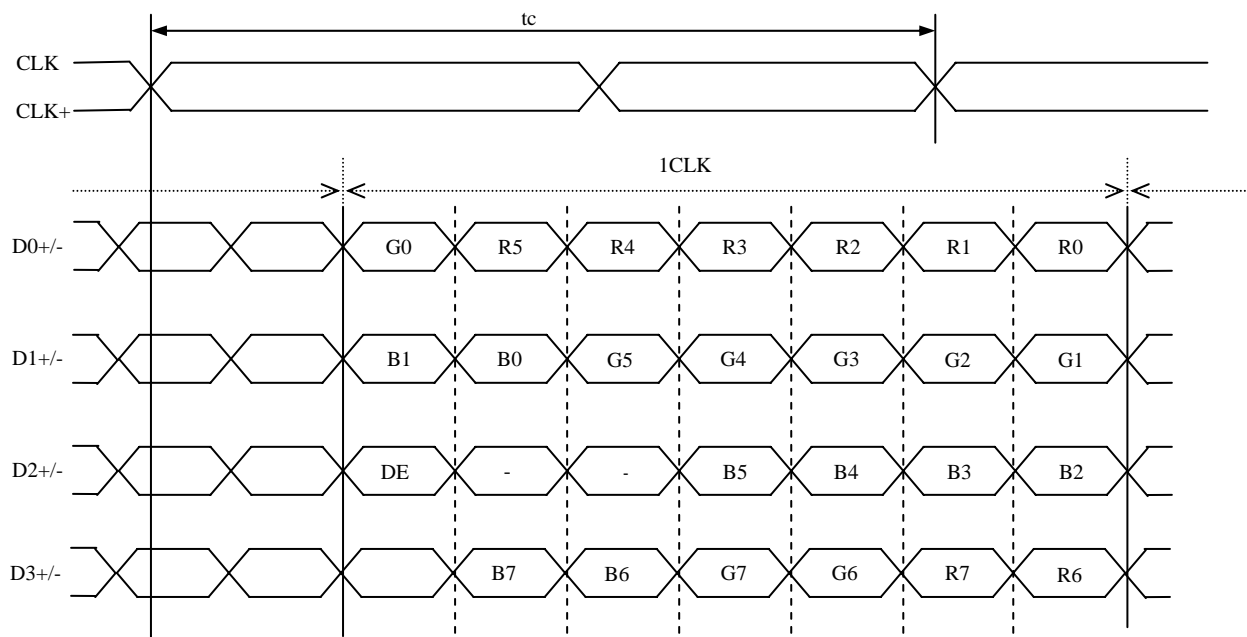 tc
CLK
CLK+
1CLK
D0+/- G0 R5 R4 R3 R2 R1 R0
D1+/- B1 B0 G5 G4 G3 G2 G1
D2+/- DE - - B5 B4 B3 B2
D3+/- B7 B6 G7 G6 R7 R6